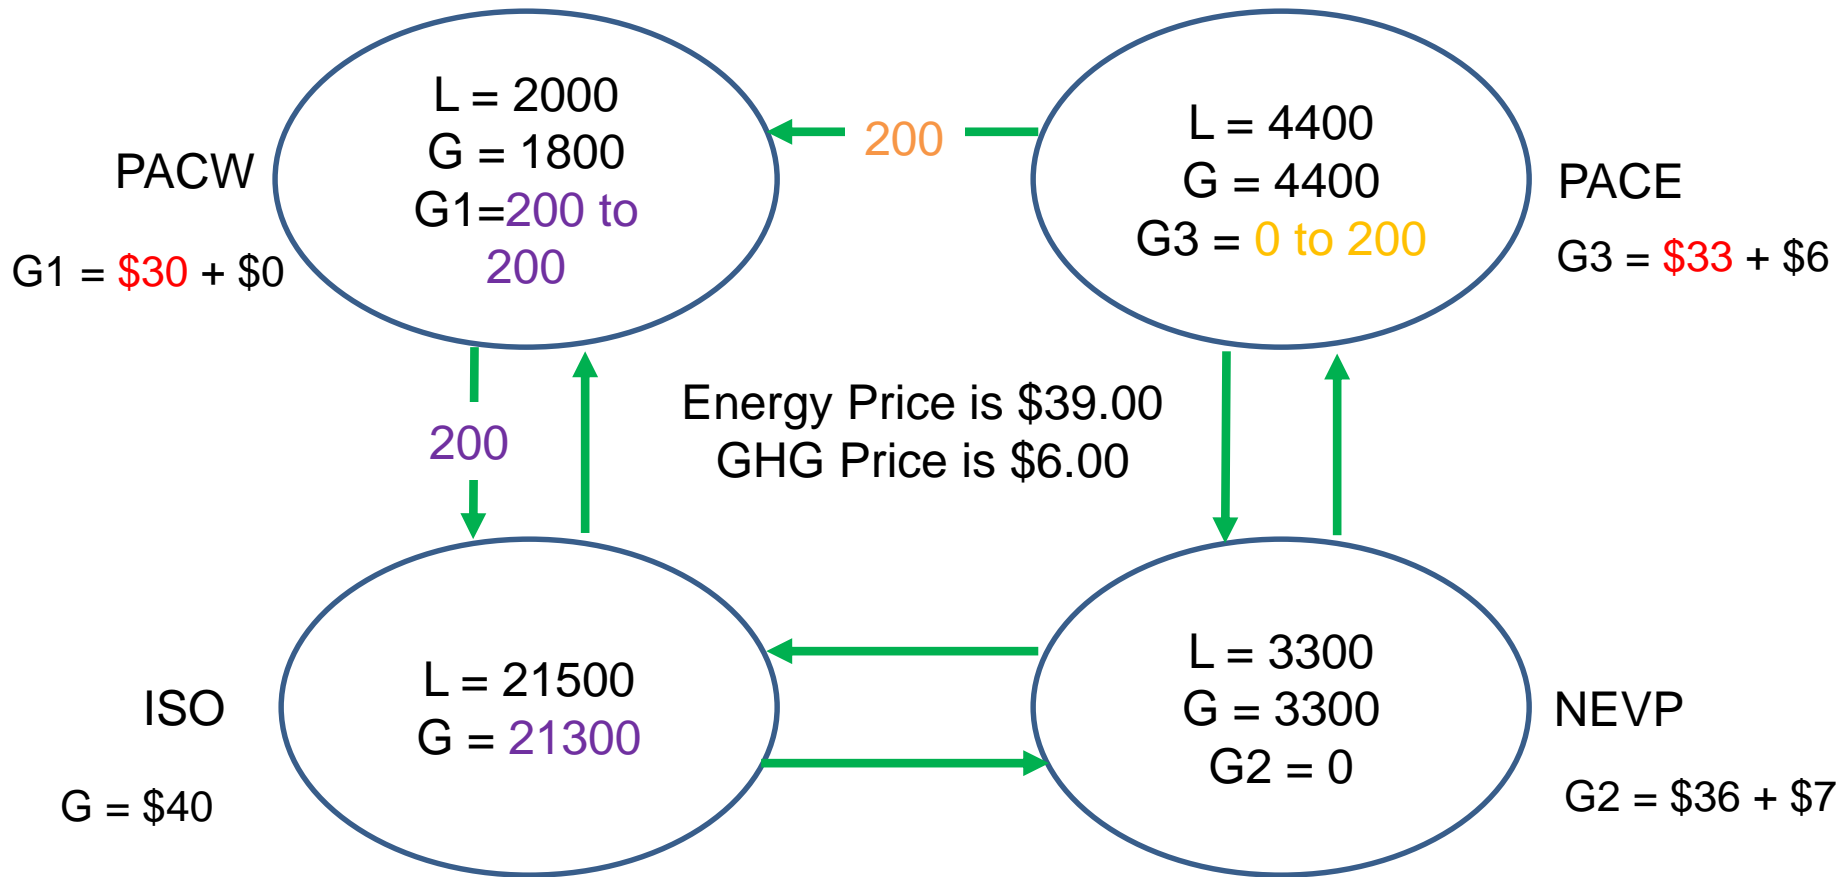 L = 2000
G = 1800
G1=200 to
200
PACW
G1 = $30 + $0
200
L = 4400
G = 4400
G3 = 0 to 200
PACE
G3 = $33 + $6
200
Energy Price is $39.00
GHG Price is $6.00
L = 21500
G = 21300
ISO
G = $40
L = 3300
G = 3300
G2 = 0
NEVP
G2 = $36 + $7